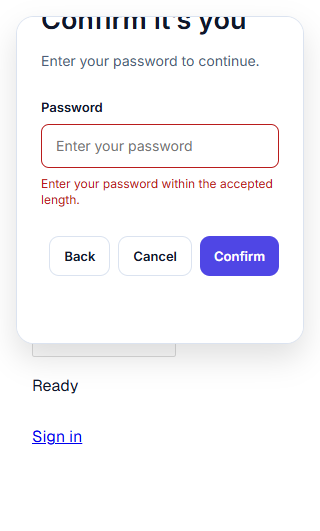 Confirm it's you
Enter your password to continue.
Password
Enter your password
Enter your password within the accepted
length.
Back
Cancel
Confirm
Ready
Sign in